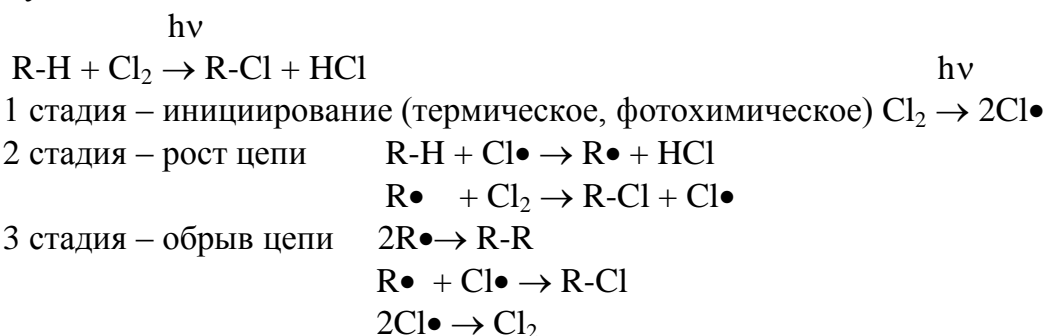 hν
R-H + Cl₂ → R-Cl + HCl hν
1 стадия – инициирование (термическое, фотохимическое) Cl₂ → 2Cl•
2 стадия – рост цепи R-H + Cl• → R• + HCl
R• + Cl₂ → R-Cl + Cl•
3 стадия – обрыв цепи 2R•→ R-R
R• + Cl• → R-Cl
2Cl• → Cl₂